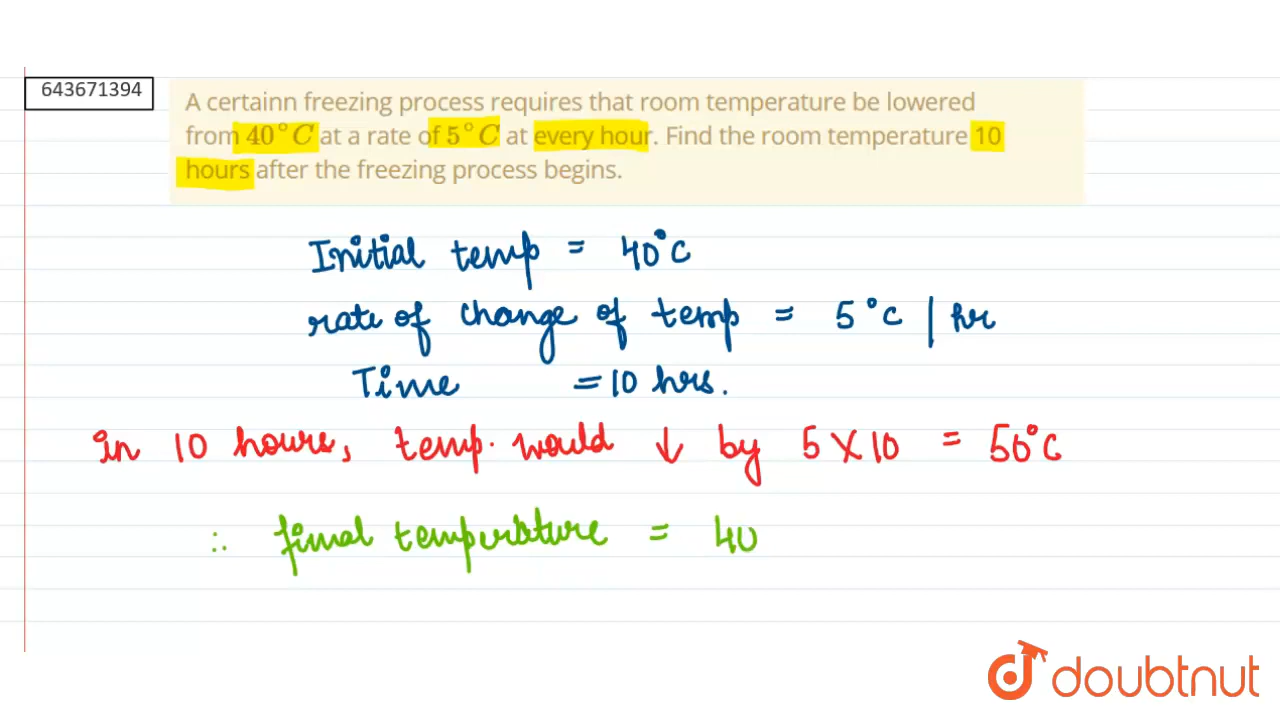 643671394
A certainn freezing process requires that room temperature be lowered
from 40°C at a rate of 5°C at every hour. Find the room temperature 10
hours after the freezing process begins.
Initial temp = 40°C
rate of change of temp = 5°C | hr
Time = 10 hrs.
In 10 hours, temp. would ↓ by 5 X 10 = 50°C
∴ final temperature = 40
doubtnut